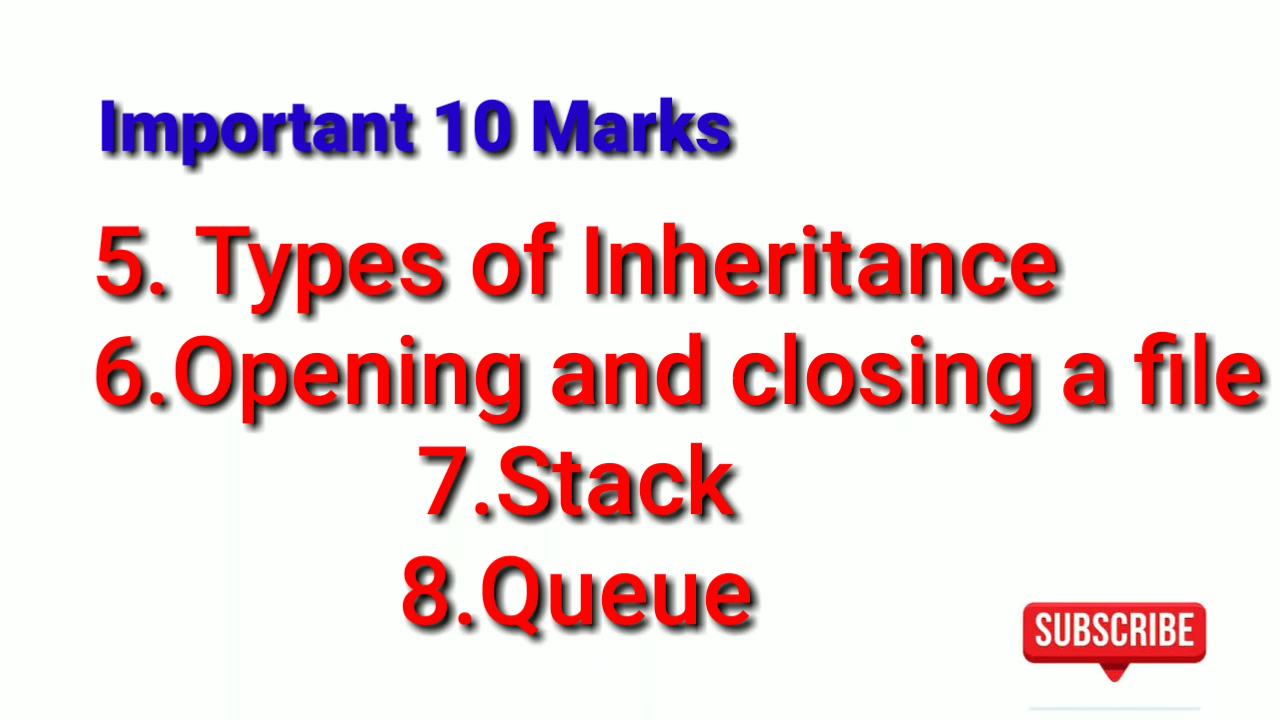 Important 10 Marks
5. Types of Inheritance
6.Opening and closing a file
7.Stack
8.Queue
SUBSCRIBE